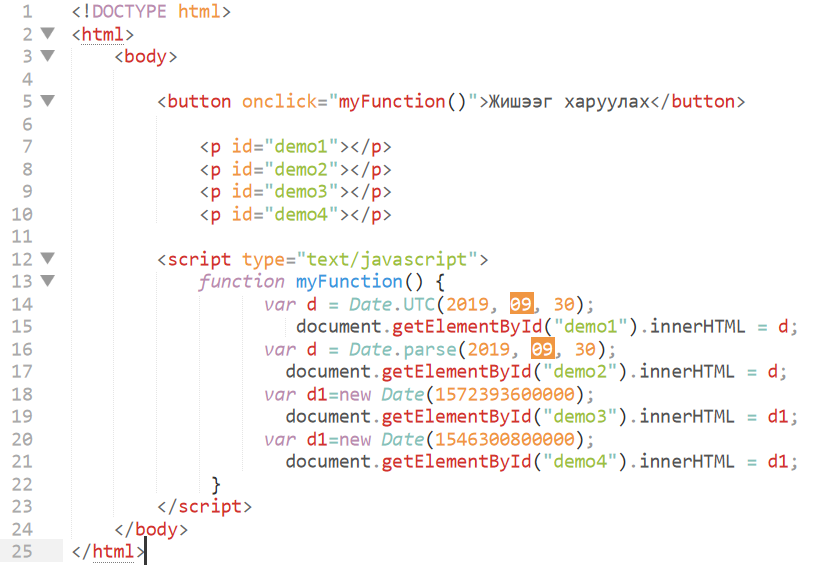 1 <!DOCTYPE html>
2 <html>
3 <body>
4
5 <button onclick="myFunction()">Жишээг харуулах</button>
6
7 <p id="demo1"></p>
8 <p id="demo2"></p>
9 <p id="demo3"></p>
10 <p id="demo4"></p>
11
12 <script type="text/javascript">
13 function myFunction() {
14 var d = Date.UTC(2019, 09, 30);
15 document.getElementById("demo1").innerHTML = d;
16 var d = Date.parse(2019, 09, 30);
17 document.getElementById("demo2").innerHTML = d;
18 var d1=new Date(1572393600000);
19 document.getElementById("demo3").innerHTML = d1;
20 var d1=new Date(1546300800000);
21 document.getElementById("demo4").innerHTML = d1;
22 }
23 </script>
24 </body>
25 </html>